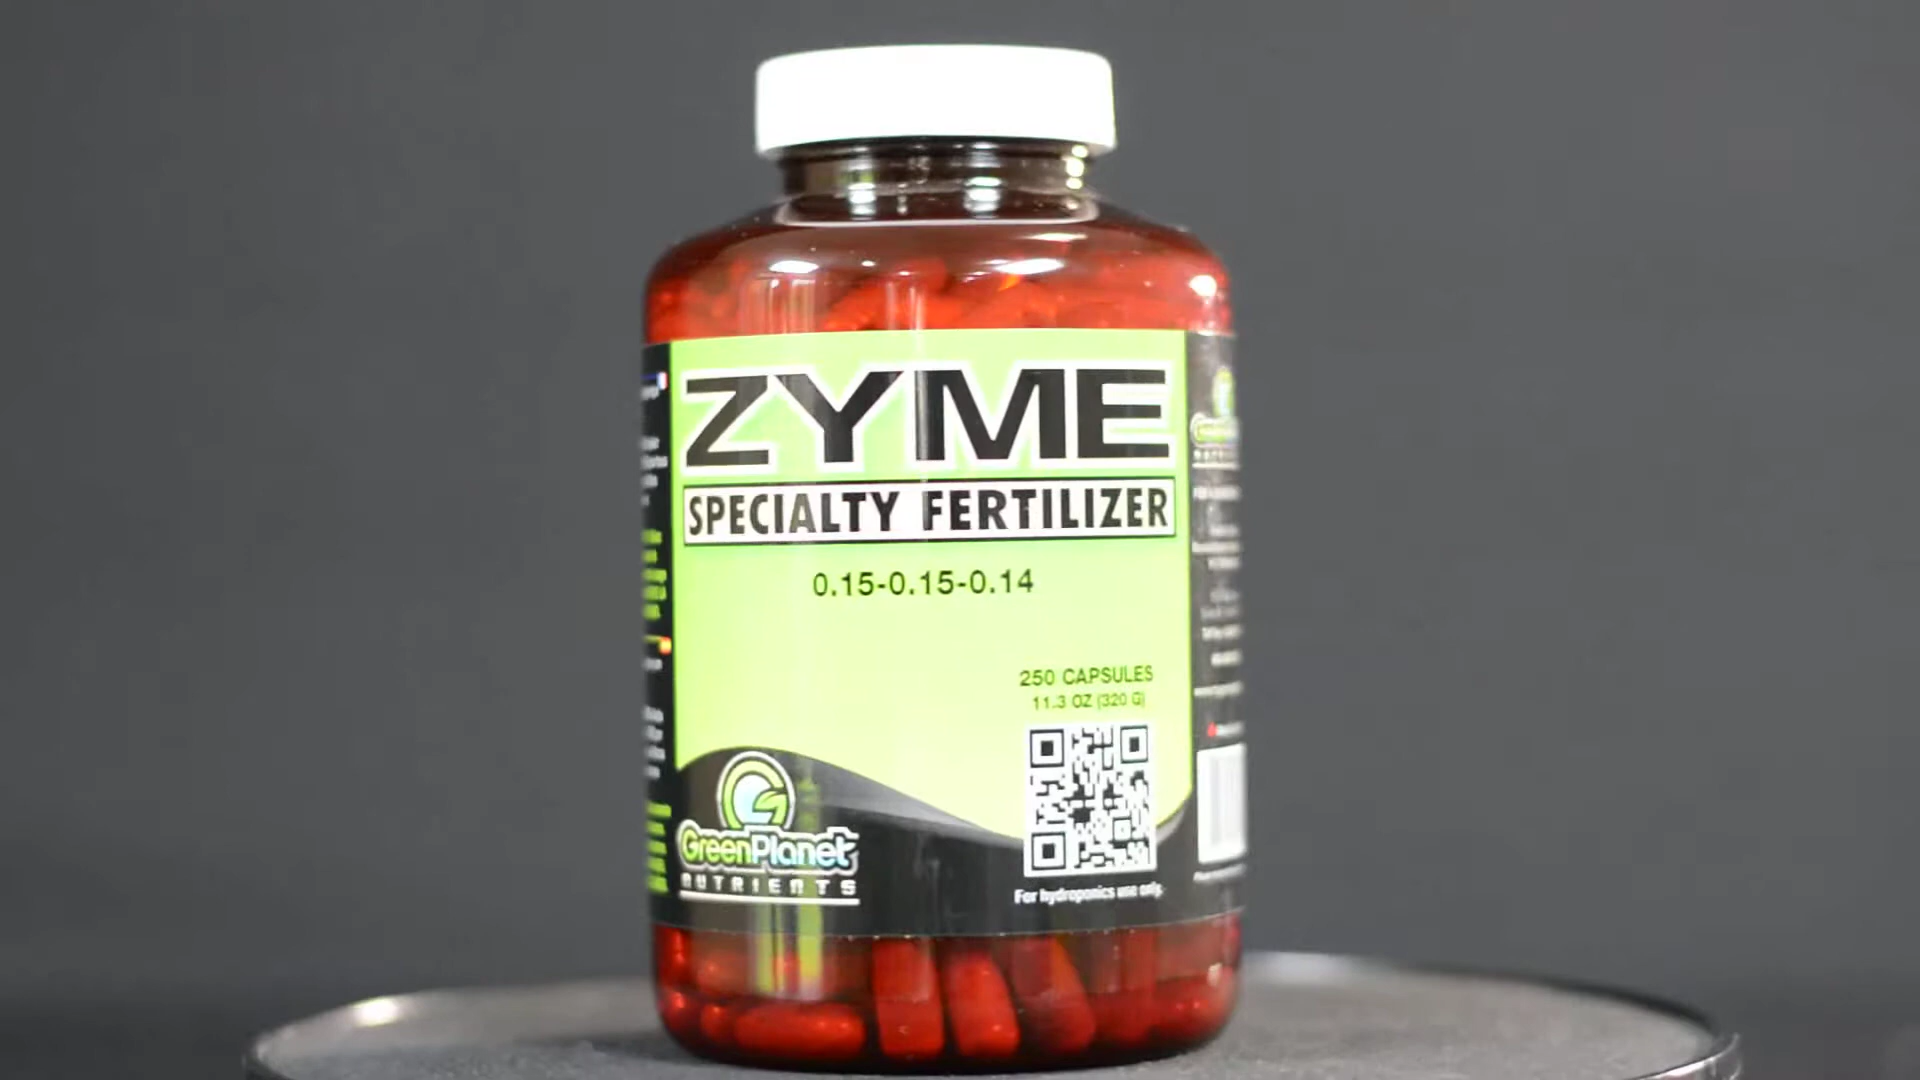 ZYME
SPECIALTY FERTILIZER
0.15-0.15-0.14
250 CAPSULES
11.3 OZ (320 G)
GreenPlanet
NUTRIENTS
For hydroponics use only.